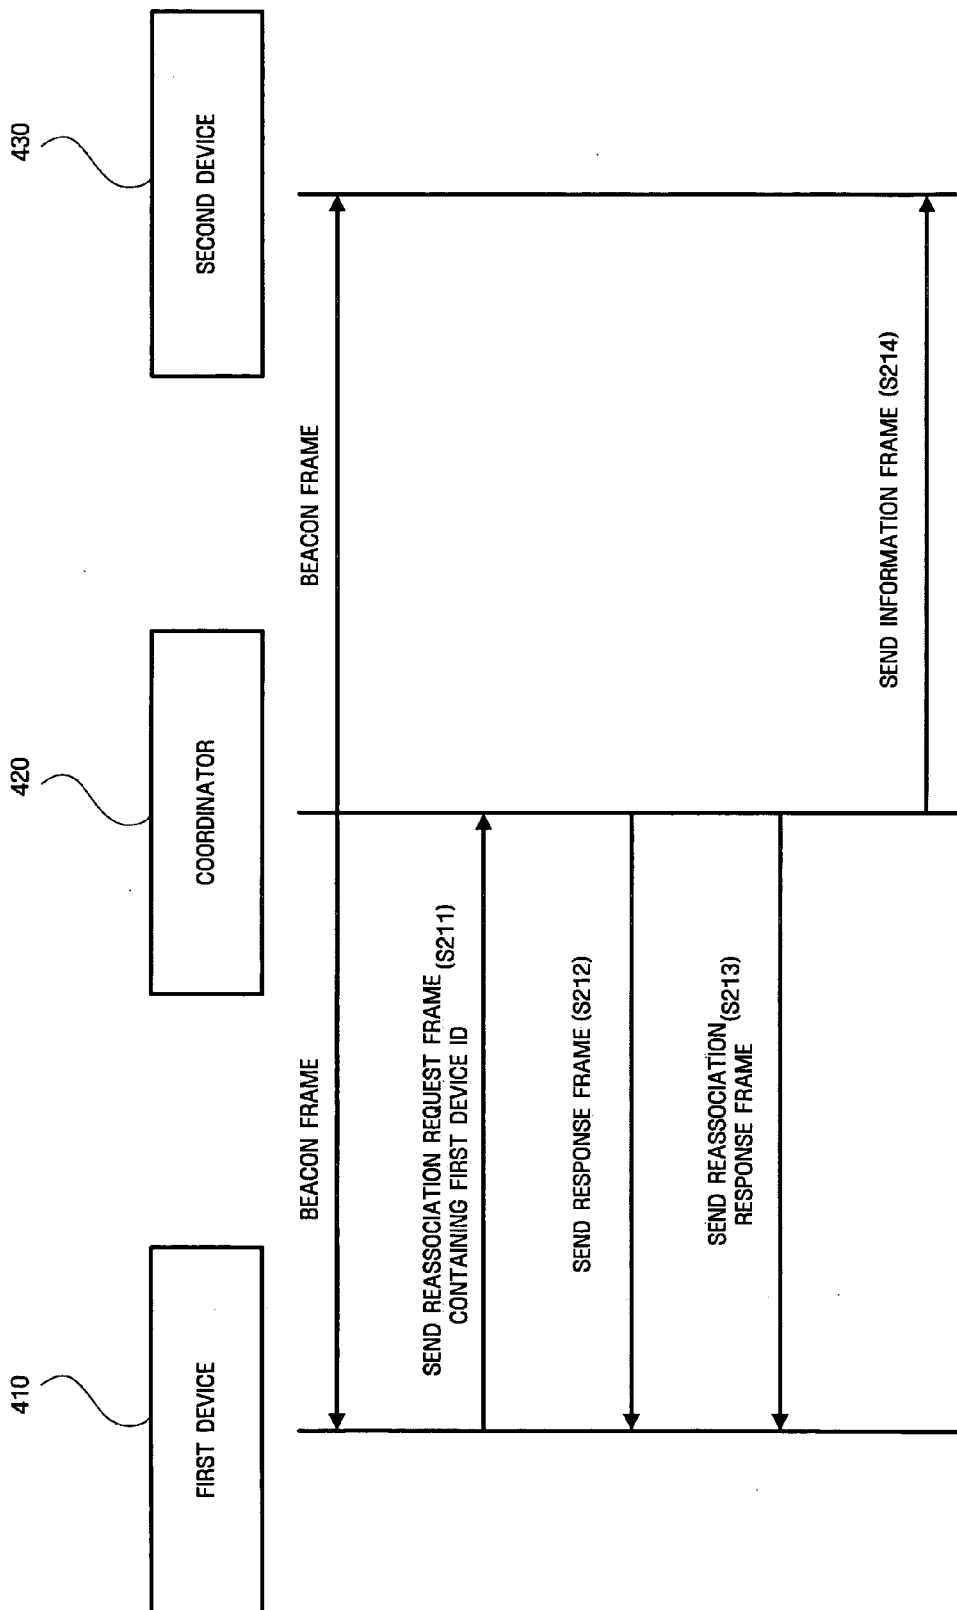 410
420
430
FIRST DEVICE
COORDINATOR
SECOND DEVICE
BEACON FRAME
BEACON FRAME
SEND REASSOCIATION REQUEST FRAME (S211)
CONTAINING FIRST DEVICE ID
SEND RESPONSE FRAME (S212)
SEND REASSOCIATION (S213)
RESPONSE FRAME
SEND INFORMATION FRAME (S214)